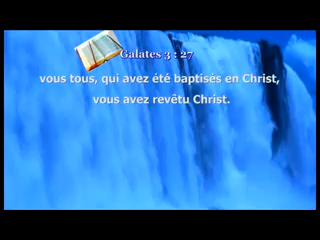 Galates 3 : 27
vous tous, qui avez été baptisés en Christ,
vous avez revêtu Christ.